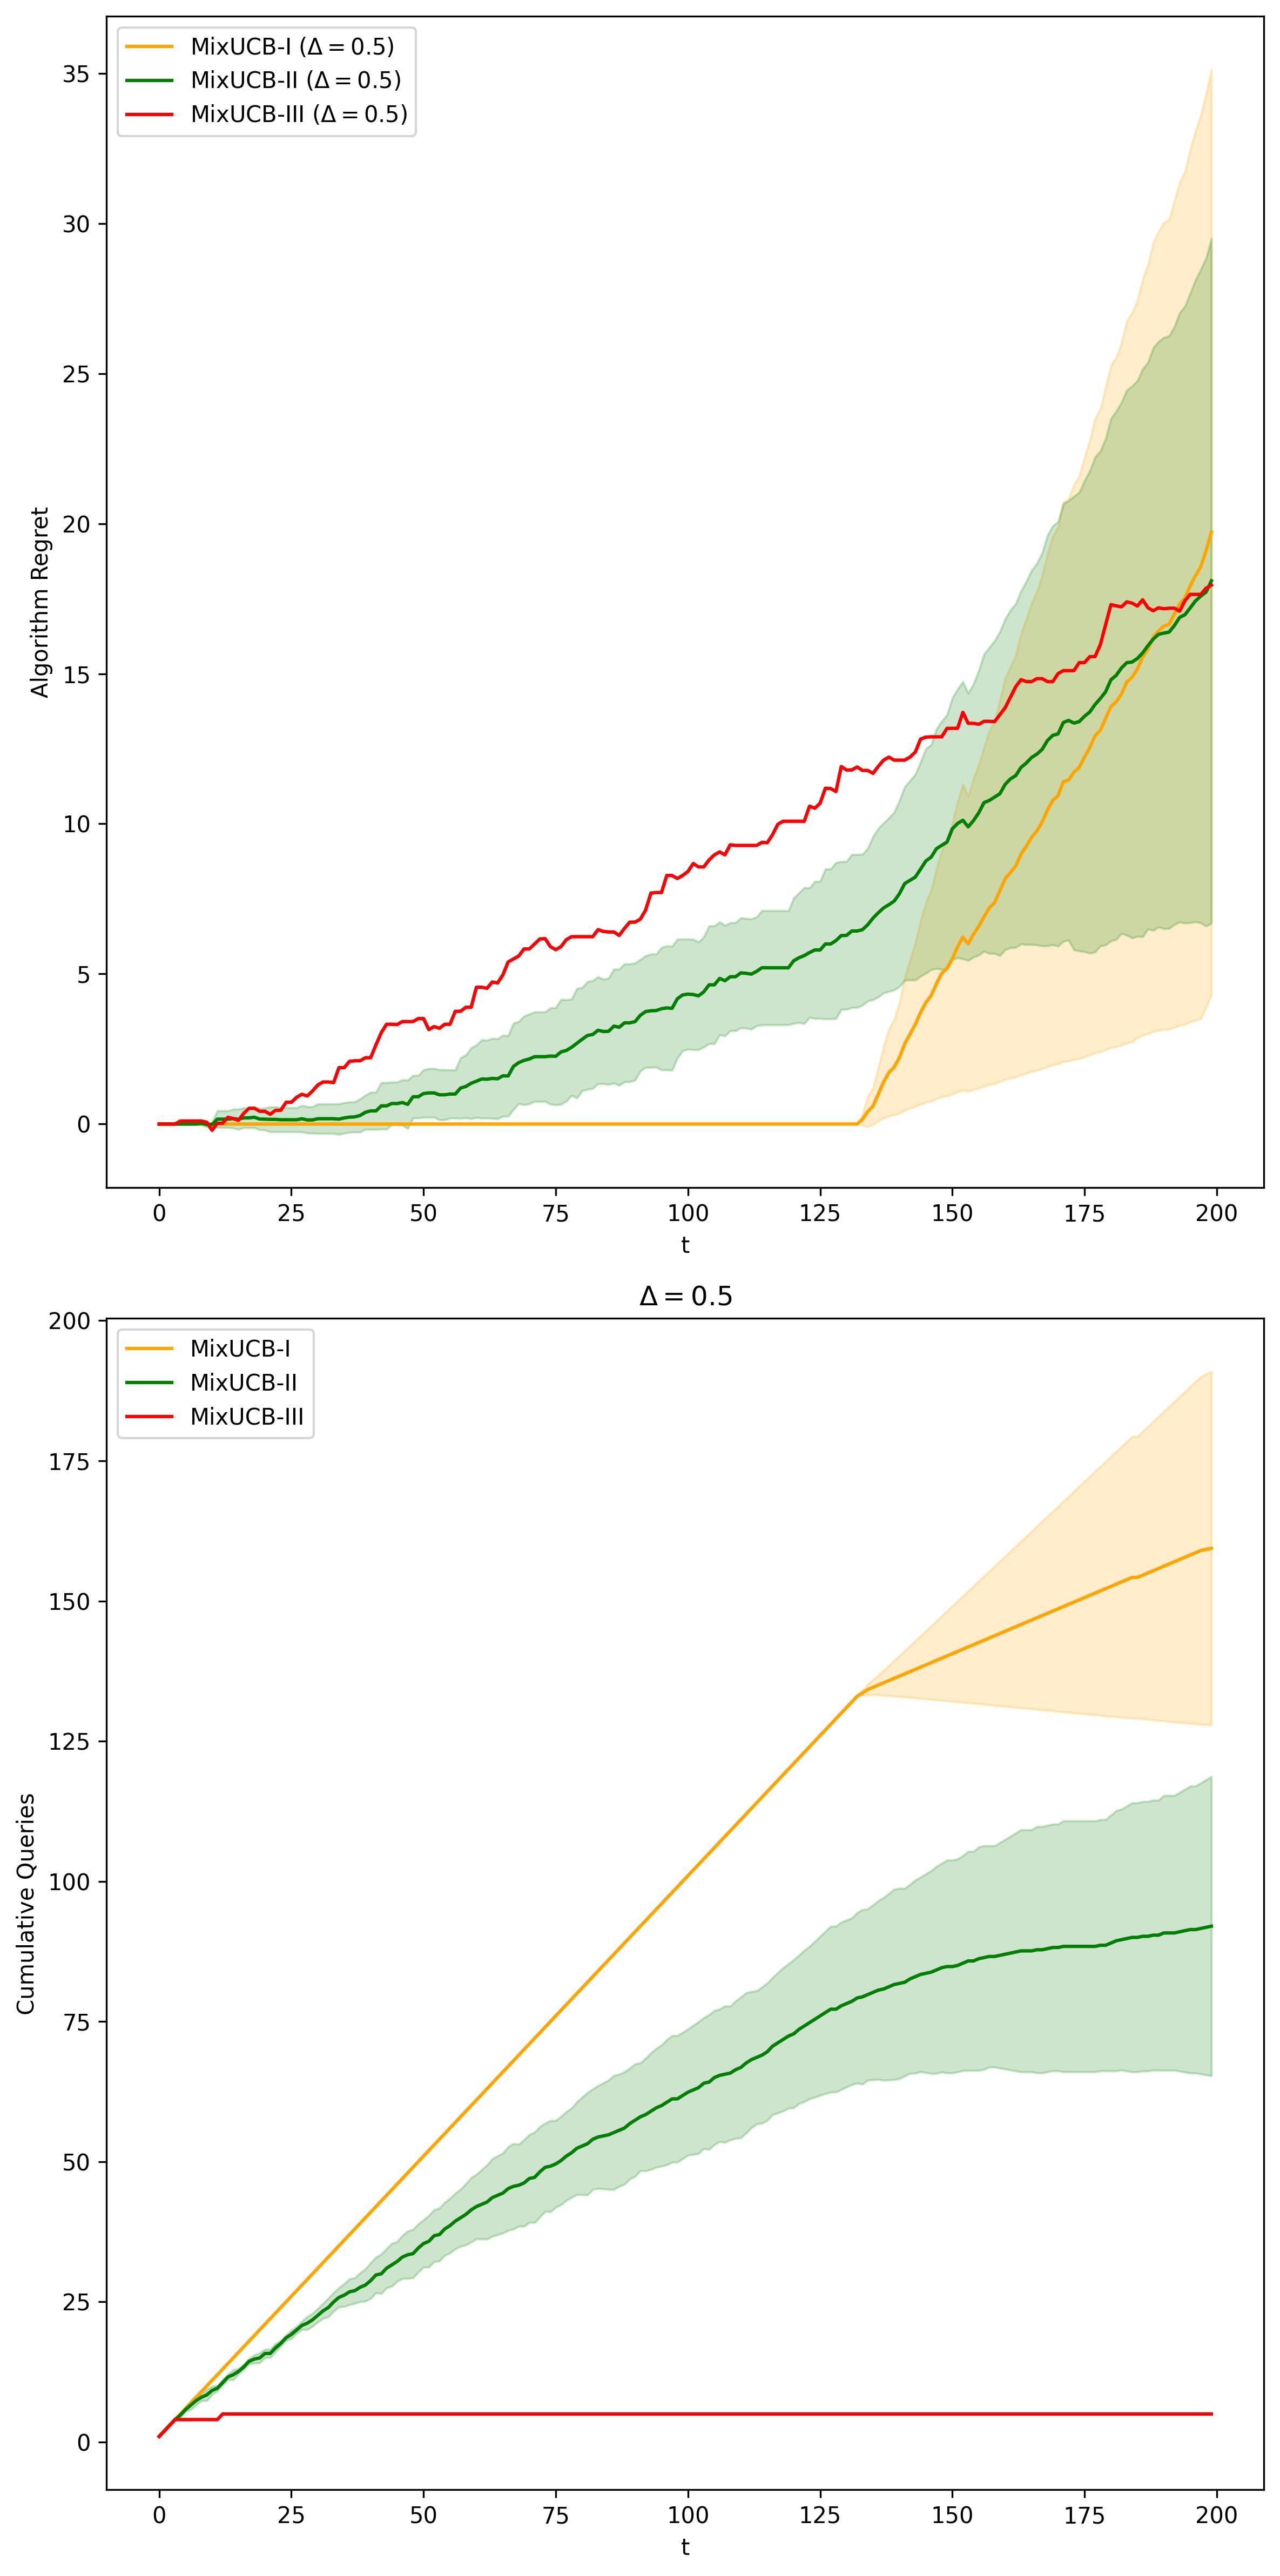 MixUCB-I (Δ = 0.5)
MixUCB-II (Δ = 0.5)
MixUCB-III (Δ = 0.5)
35
30
25
20
15
10
5
0
Algorithm Regret
0 25 50 75 100 125 150 175 200
t
Δ = 0.5
MixUCB-I
MixUCB-II
MixUCB-III
200
175
150
125
100
75
50
25
0
Cumulative Queries
0 25 50 75 100 125 150 175 200
t